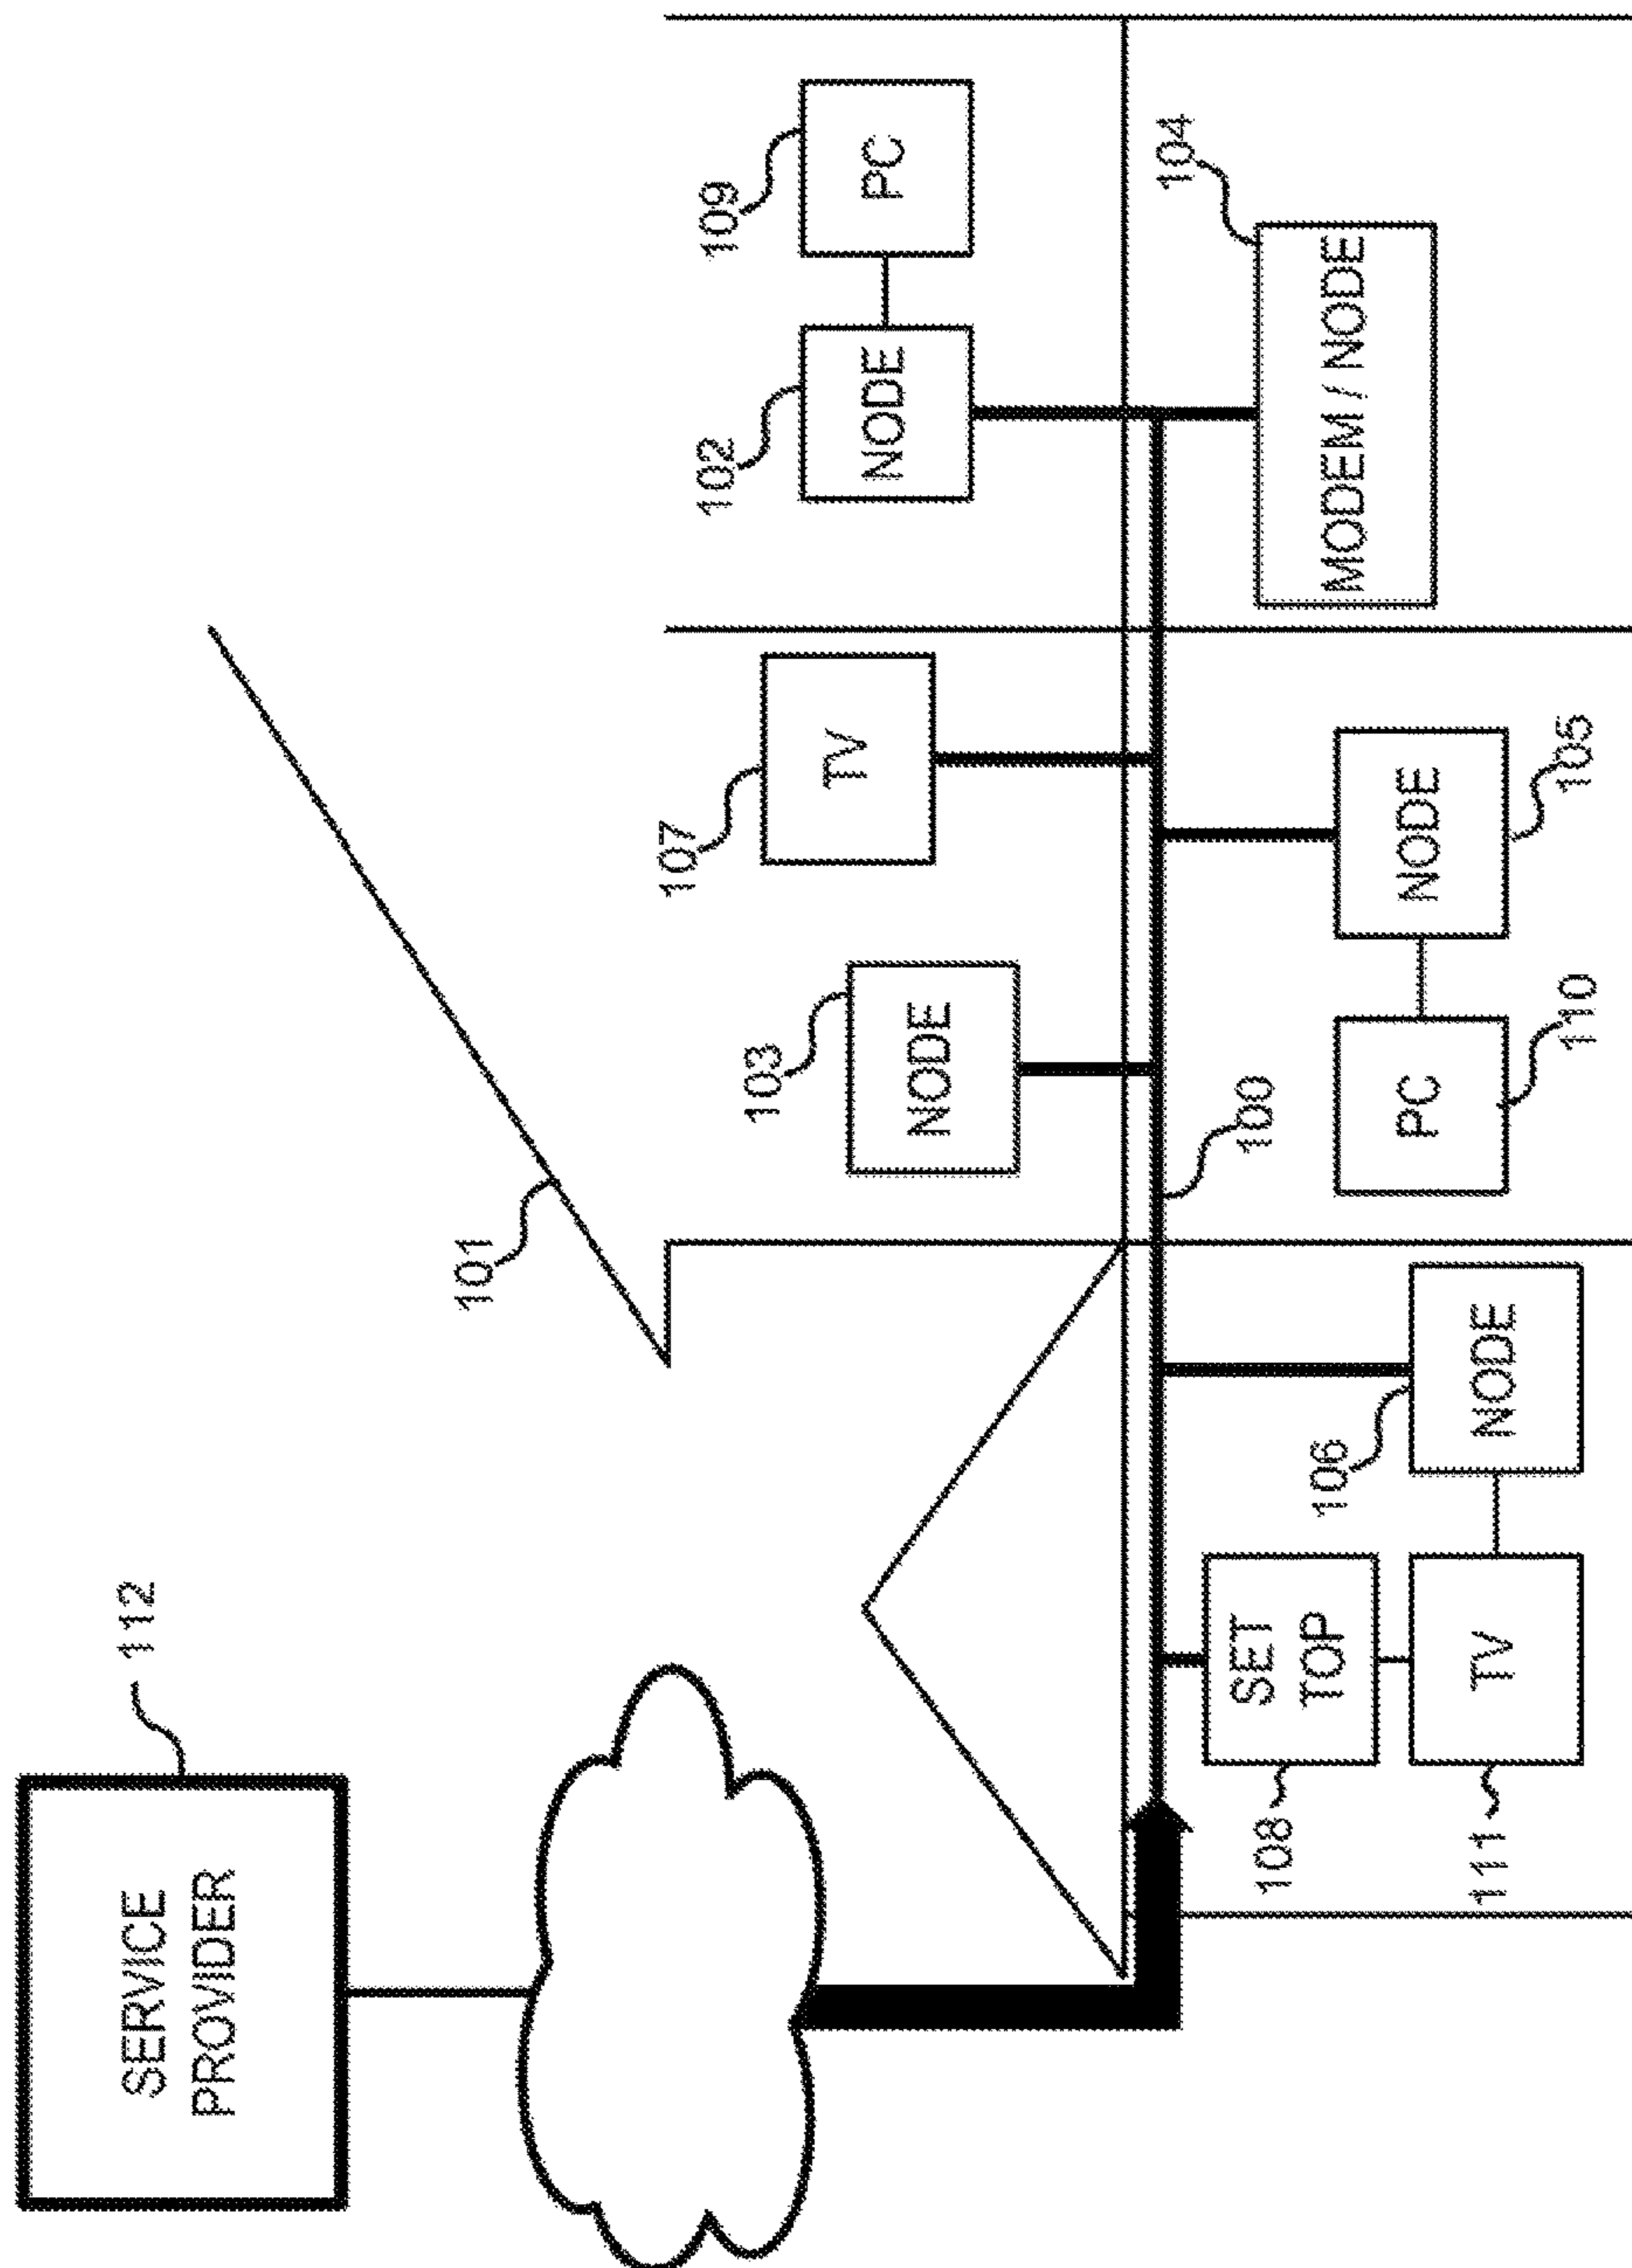 SERVICE
PROVIDER
112
101
103
NODE
107
TV
102
NODE
109
PC
100
108
SET
TOP
111
TV
106
NODE
110
PC
105
NODE
104
MODEM / NODE